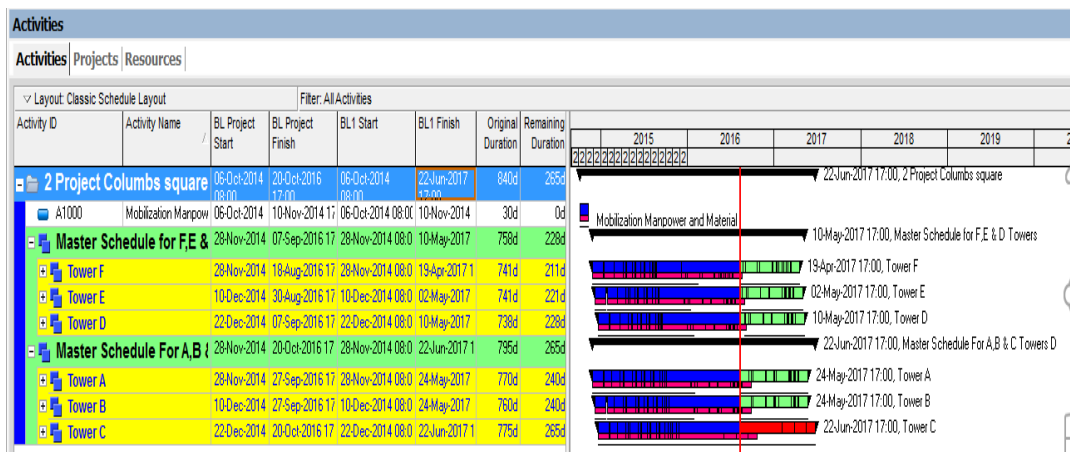 Activities
Activities Projects Resources
Layout: Classic Schedule Layout Filter: All Activities
Activity ID Activity Name BL Project Start BL Project Finish BL1 Start BL1 Finish Original Duration Remaining Duration
2015 2016 2017 2018 2019 2
2 Project Columbs square 06-Oct-2014 08:00 20-Oct-2016 17:00 06-Oct-2014 08:00 22-Jun-2017 17:00 840d 265d 22-Jun-2017 17:00, 2 Project Columbs square
A1000 Mobilization Manpow 06-Oct-2014 10-Nov-2014 17 06-Oct-2014 08:00 10-Nov-2014 30d 0d Mobilization Manpower and Material
Master Schedule for F,E & 28-Nov-2014 07-Sep-2016 17 28-Nov-2014 08:0 10-May-2017 758d 228d 10-May-2017 17:00, Master Schedule for F,E & D Towers
Tower F 28-Nov-2014 18-Aug-2016 17 28-Nov-2014 08:0 19-Apr-2017 1 741d 211d 19-Apr-2017 17:00, Tower F
Tower E 10-Dec-2014 30-Aug-2016 17 10-Dec-2014 08:0 02-May-2017 741d 221d 02-May-2017 17:00, Tower E
Tower D 22-Dec-2014 07-Sep-2016 17 22-Dec-2014 08:0 10-May-2017 738d 228d 10-May-2017 17:00, Tower D
Master Schedule For A,B & 28-Nov-2014 20-Oct-2016 17 28-Nov-2014 08:0 22-Jun-2017 1 795d 265d 22-Jun-2017 17:00, Master Schedule For A,B & C Towers D
Tower A 28-Nov-2014 27-Sep-2016 17 28-Nov-2014 08:0 24-May-2017 770d 240d 24-May-2017 17:00, Tower A
Tower B 10-Dec-2014 27-Sep-2016 17 10-Dec-2014 08:0 24-May-2017 760d 240d 24-May-2017 17:00, Tower B
Tower C 22-Dec-2014 20-Oct-2016 17 22-Dec-2014 08:0 22-Jun-2017 1 775d 265d 22-Jun-2017 17:00, Tower C